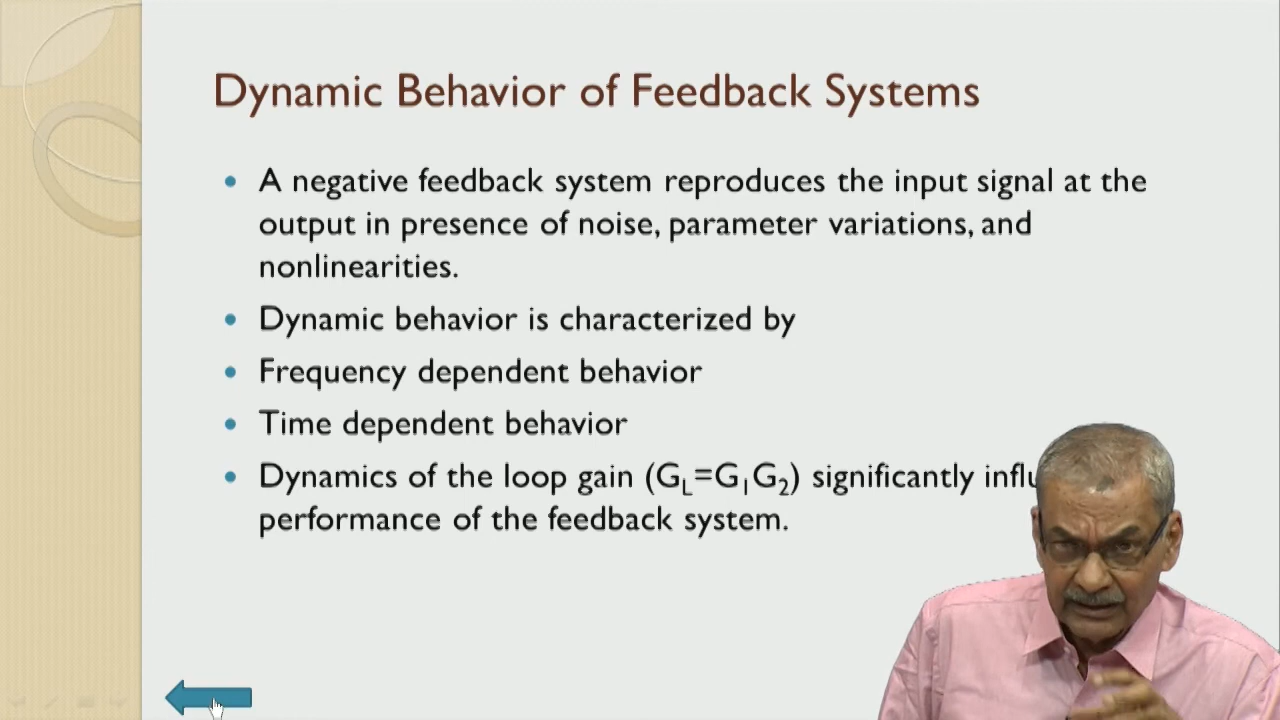 Dynamic Behavior of Feedback Systems
• A negative feedback system reproduces the input signal at the
output in presence of noise, parameter variations, and
nonlinearities.
• Dynamic behavior is characterized by
• Frequency dependent behavior
• Time dependent behavior
• Dynamics of the loop gain (G_L=G_1G_2) significantly
performance of the feedback system.